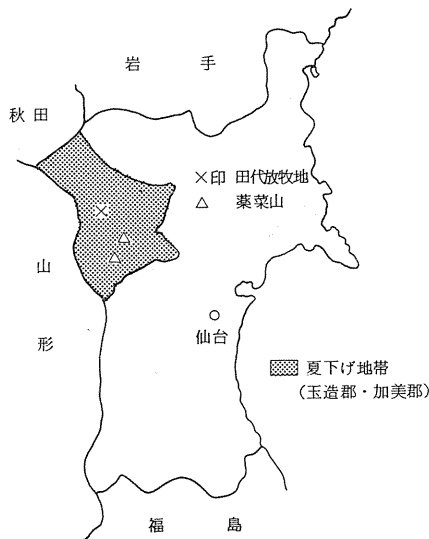 岩手
秋田
×印 田代放牧地
△ 薬菜山
山形
仙台
夏下げ地帯
(玉造郡・加美郡)
福島